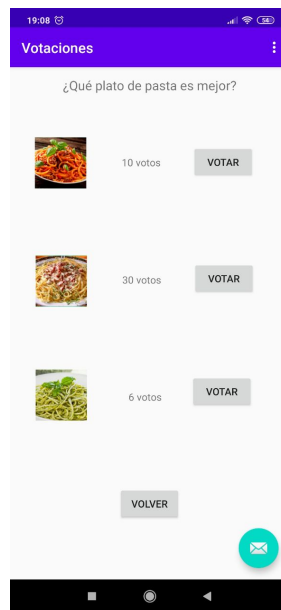 19:08
58
Votaciones
¿Qué plato de pasta es mejor?
10 votos
VOTAR
30 votos
VOTAR
6 votos
VOTAR
VOLVER